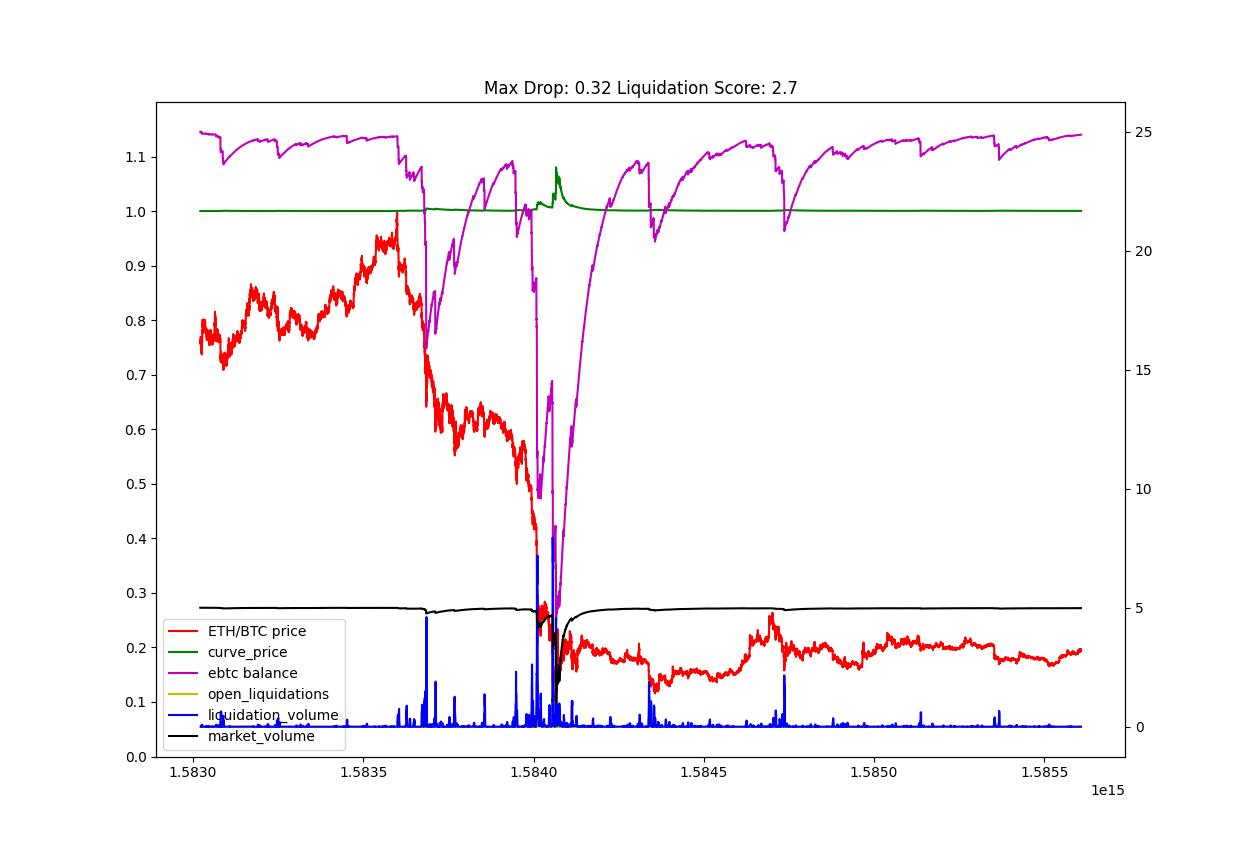 Max Drop: 0.32 Liquidation Score: 2.7
1.1
1.0
0.9
0.8
0.7
0.6
0.5
0.4
0.3
0.2
0.1
0.0
25
20
15
10
5
0
ETH/BTC price
curve_price
ebtc balance
open_liquidations
liquidation_volume
market_volume
1.5830 1.5835 1.5840 1.5845 1.5850 1.5855
1e15